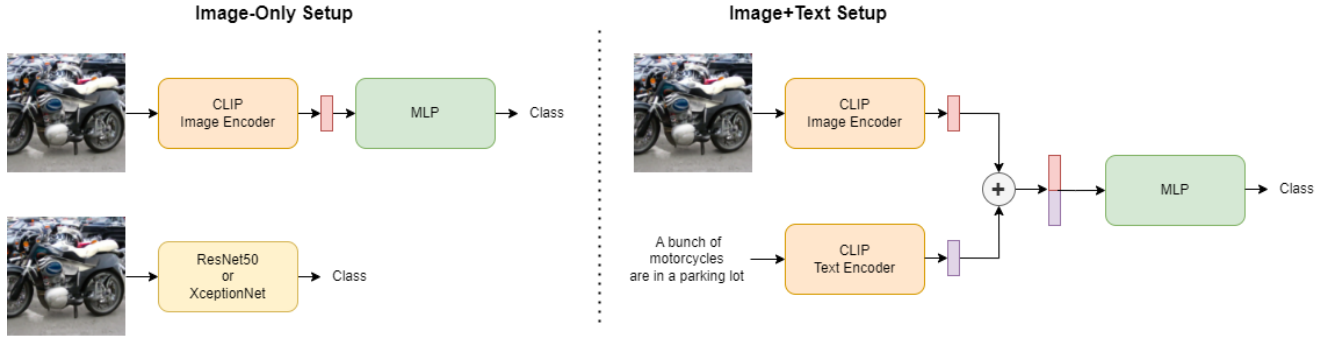 Image-Only Setup
CLIP
Image Encoder
MLP
Class
ResNet50
or
XceptionNet
Class
Image+Text Setup
CLIP
Image Encoder
+
MLP
Class
A bunch of
motorcycles
are in a parking lot
CLIP
Text Encoder